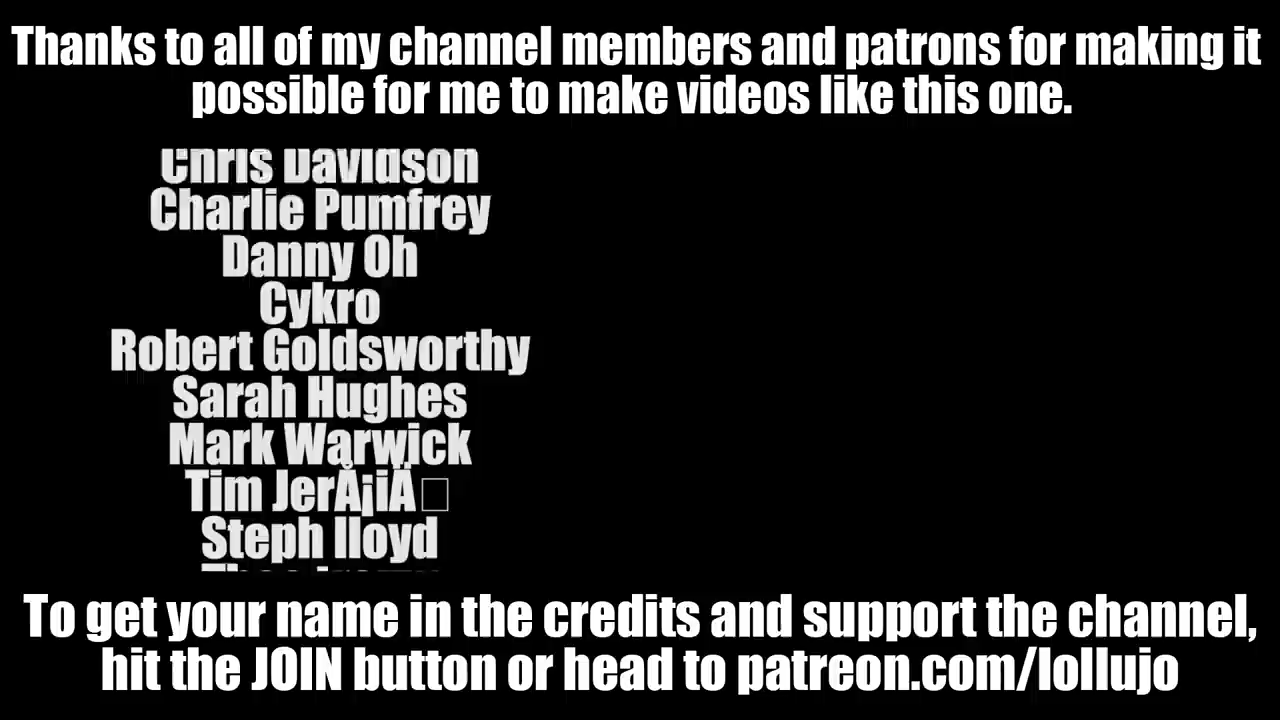 Thanks to all of my channel members and patrons for making it
possible for me to make videos like this one.
Chris Davidson
Charlie Pumfrey
Danny Oh
Cykro
Robert Goldsworthy
Sarah Hughes
Mark Warwick
Tim JerÅ¡iÄ□
Steph lloyd
To get your name in the credits and support the channel,
hit the JOIN button or head to patreon.com/lollujo